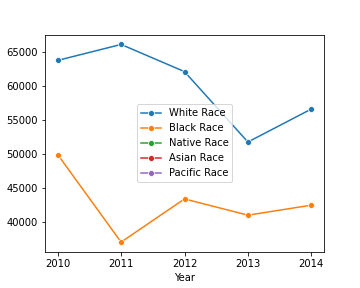 65000
60000
55000
50000
45000
40000
White Race
Black Race
Native Race
Asian Race
Pacific Race
2010 2011 2012 2013 2014
Year